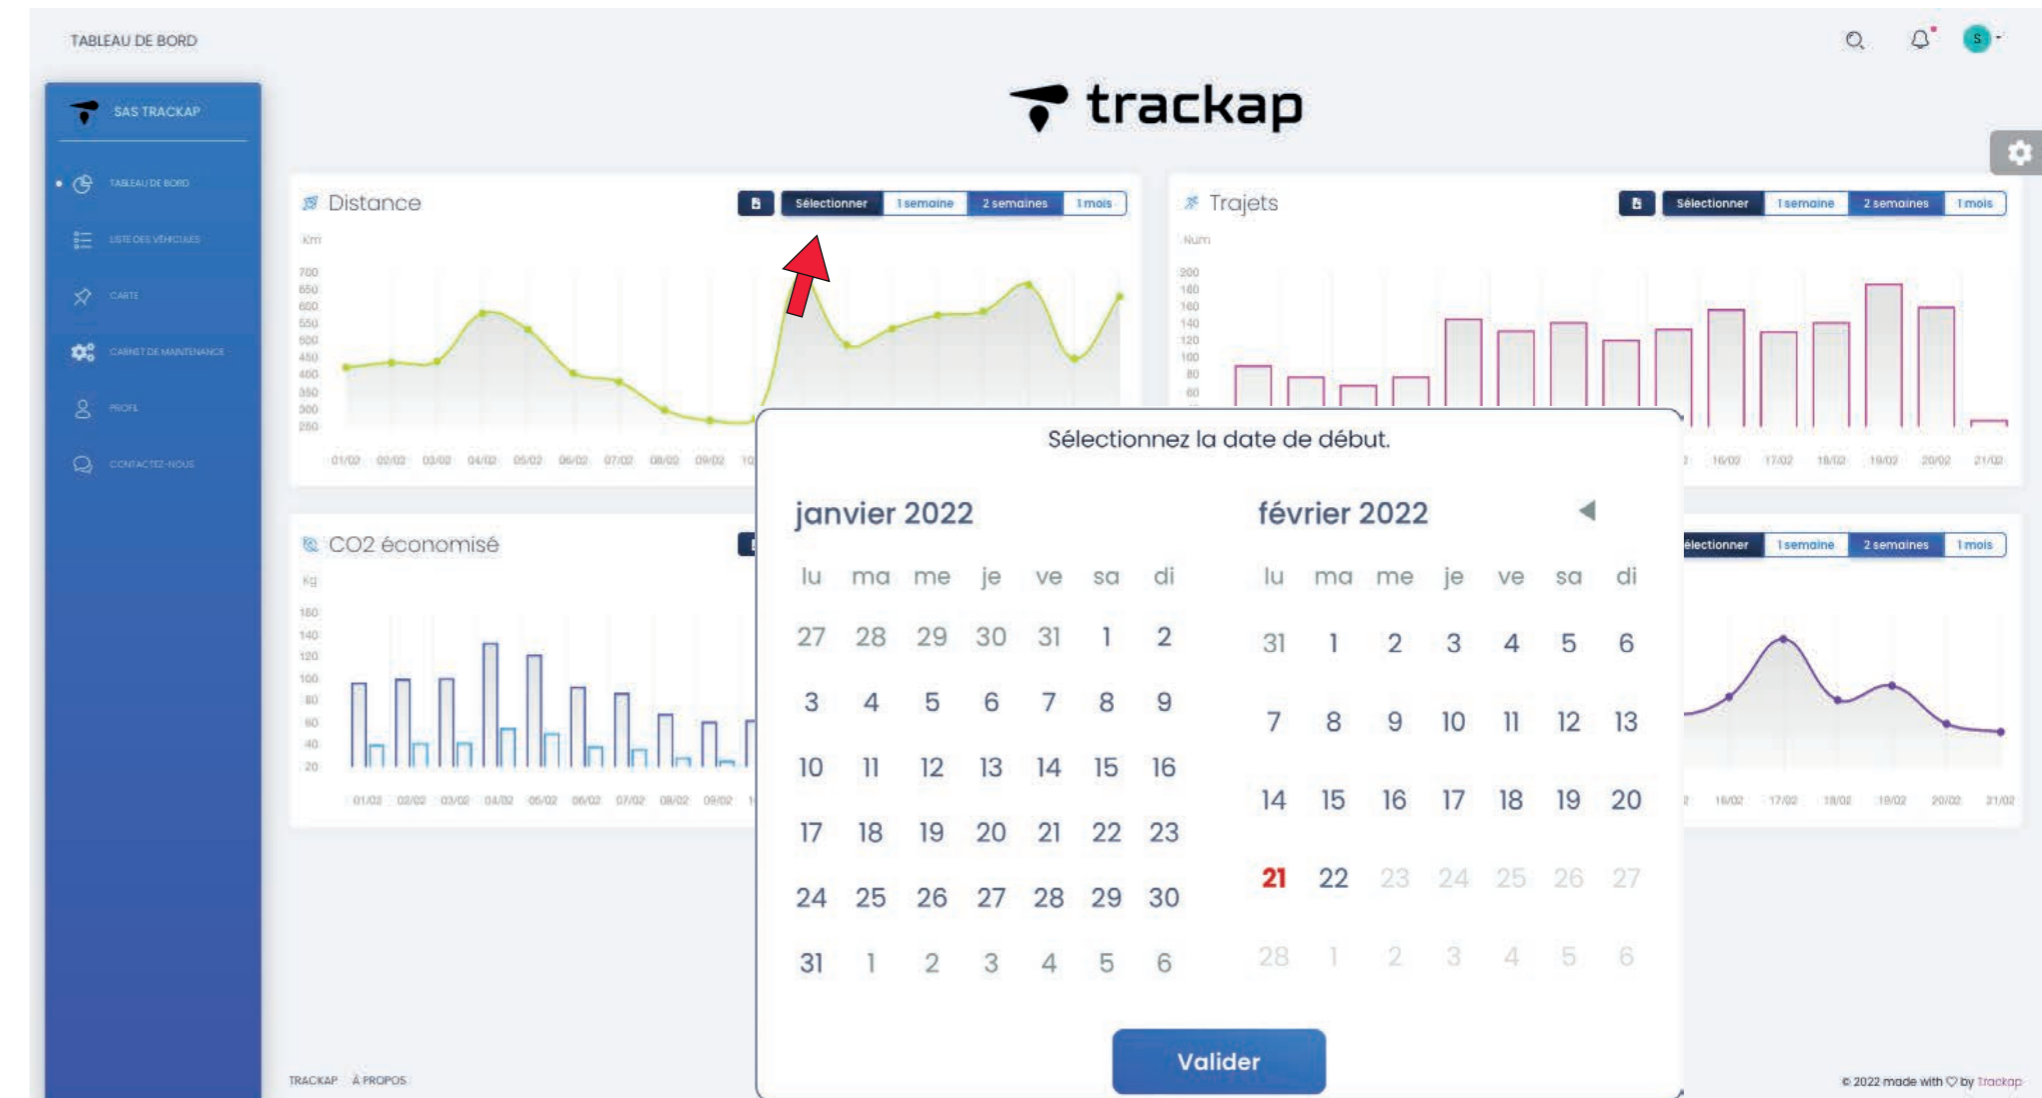 TABLEAU DE BORD
S
SAS TRACKAP
trackap
TABLEAU DE BORD
LISTE DES VÉHICULES
CARTE
CARNET DE MAINTENANCE
PROFIL
CONTACTEZ-NOUS
Distance
Sélectionner 1 semaine 2 semaines 1 mois
Km
700
650
600
550
500
450
400
350
300
250
01/02 02/02 03/02 04/02 05/02 06/02 07/02 08/02 09/02 10
Trajets
Sélectionner 1 semaine 2 semaines 1 mois
Num
200
180
160
140
120
100
80
60
16/02 17/02 18/02 19/02 20/02 21/02
CO2 économisé
Kg
160
140
120
100
80
60
40
20
01/02 02/02 03/02 04/02 05/02 06/02 07/02 08/02 09/02 1
électionner 1 semaine 2 semaines 1 mois
16/02 17/02 18/02 19/02 20/02 21/02
Sélectionnez la date de début.
janvier 2022
lu ma me je ve sa di
27 28 29 30 31 1 2
3 4 5 6 7 8 9
10 11 12 13 14 15 16
17 18 19 20 21 22 23
24 25 26 27 28 29 30
31 1 2 3 4 5 6
février 2022
lu ma me je ve sa di
31 1 2 3 4 5 6
7 8 9 10 11 12 13
14 15 16 17 18 19 20
21 22 23 24 25 26 27
28 1 2 3 4 5 6
Valider
TRACKAP À PROPOS
© 2022 made with ♡ by Trackap